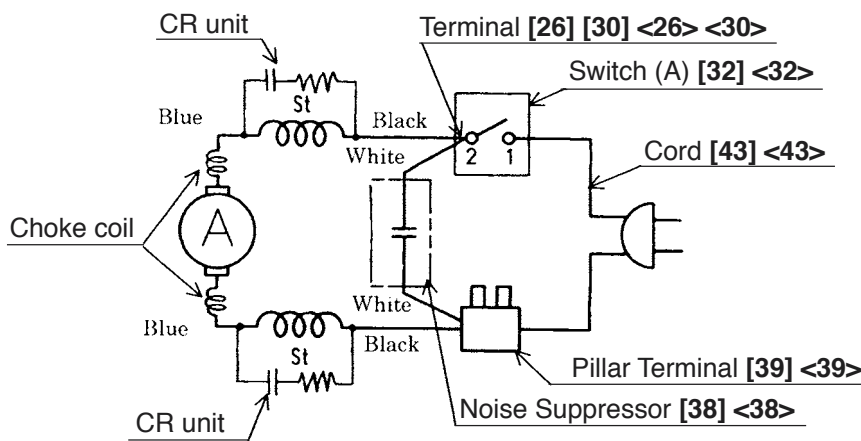 CR unit
Terminal [26] [30] <26> <30>
Switch (A) [32] <32>
St
Blue
Black
White
2 1
Cord [43] <43>
Choke coil
A
White
Blue
St
Black
Pillar Terminal [39] <39>
CR unit
Noise Suppressor [38] <38>